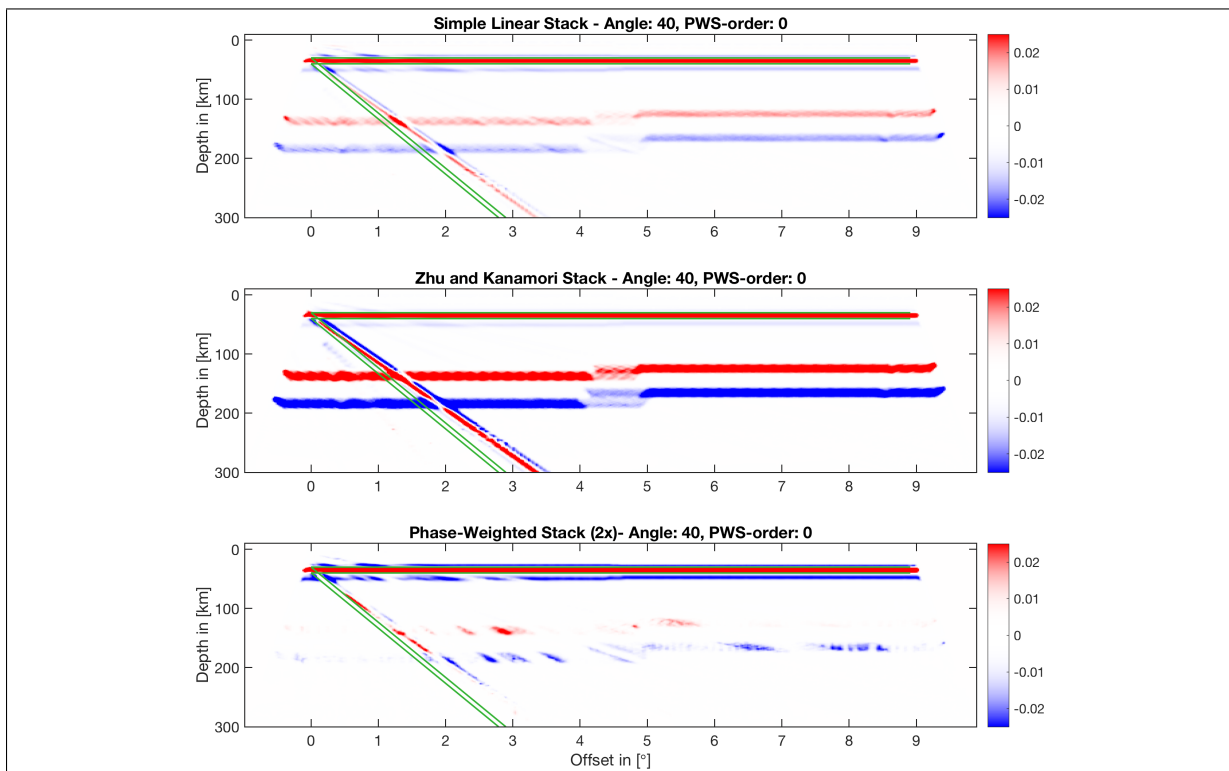 Simple Linear Stack - Angle: 40, PWS-order: 0
0
100
200
300
Depth in [km]
0 1 2 3 4 5 6 7 8 9
0.02
0.01
0
-0.01
-0.02
Zhu and Kanamori Stack - Angle: 40, PWS-order: 0
0
100
200
300
Depth in [km]
0 1 2 3 4 5 6 7 8 9
0.02
0.01
0
-0.01
-0.02
Phase-Weighted Stack (2x)- Angle: 40, PWS-order: 0
0
100
200
300
Depth in [km]
0 1 2 3 4 5 6 7 8 9
Offset in [°]
0.02
0.01
0
-0.01
-0.02